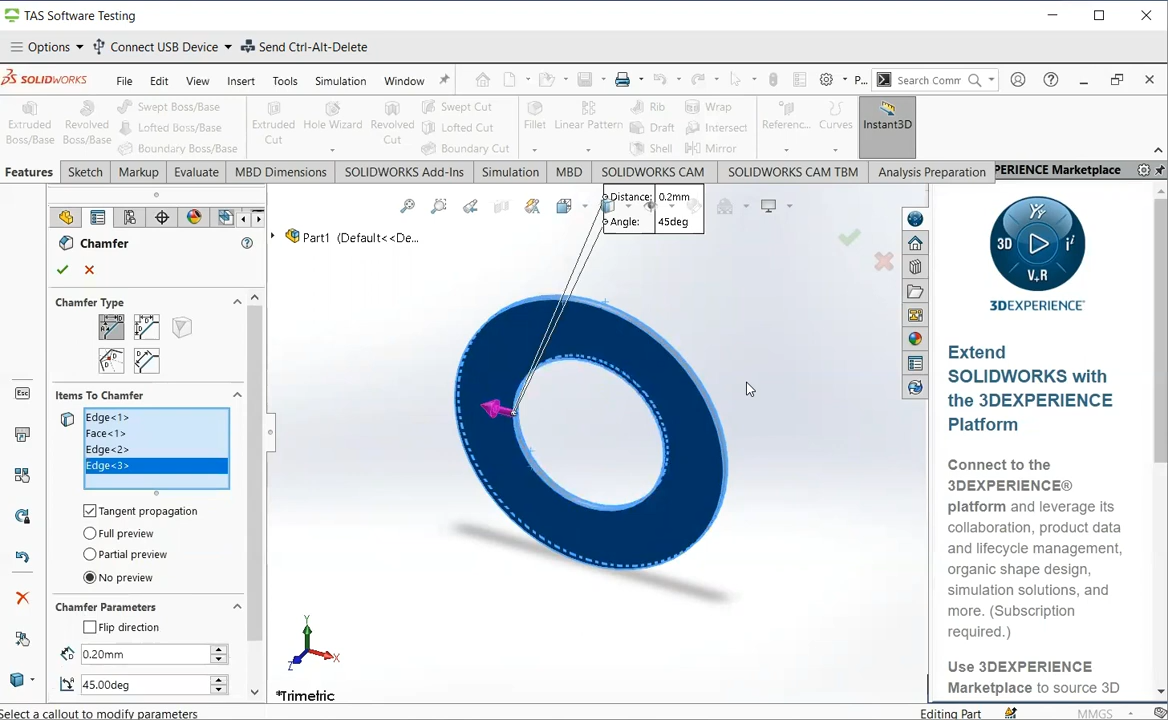 TAS Software Testing
Options
Connect USB Device
Send Ctrl-Alt-Delete
SOLIDWORKS
File
Edit
View
Insert
Tools
Simulation
Window
P...
Search Comm
Extruded Boss/Base
Revolved Boss/Base
Swept Boss/Base
Lofted Boss/Base
Boundary Boss/Base
Extruded Cut
Hole Wizard
Revolved Cut
Swept Cut
Lofted Cut
Boundary Cut
Fillet
Linear Pattern
Rib
Draft
Shell
Wrap
Intersect
Mirror
Referenc...
Curves
Instant3D
Features
Sketch
Markup
Evaluate
MBD Dimensions
SOLIDWORKS Add-Ins
Simulation
MBD
SOLIDWORKS CAM
SOLIDWORKS CAM TBM
Analysis Preparation
PERIENCE Marketplace
Chamfer
Chamfer Type
Items To Chamfer
Edge<1>
Face<1>
Edge<2>
Edge<3>
Tangent propagation
Full preview
Partial preview
No preview
Chamfer Parameters
Flip direction
0.20mm
45.00deg
Esc
Part1 (Default<<De...
Distance: 0.2mm
Angle: 45deg
Y
X
Z
*Trimetric
3D
V+R
i
3DEXPERIENCE
Extend
SOLIDWORKS with
the 3DEXPERIENCE
Platform
Connect to the
3DEXPERIENCE®
platform and leverage its
collaboration, product data
and lifecycle management,
organic shape design,
simulation solutions, and
more. (Subscription
required.)
Use 3DEXPERIENCE
Marketplace to source 3D
Select a callout to modify parameters
Editing Part
MMGS